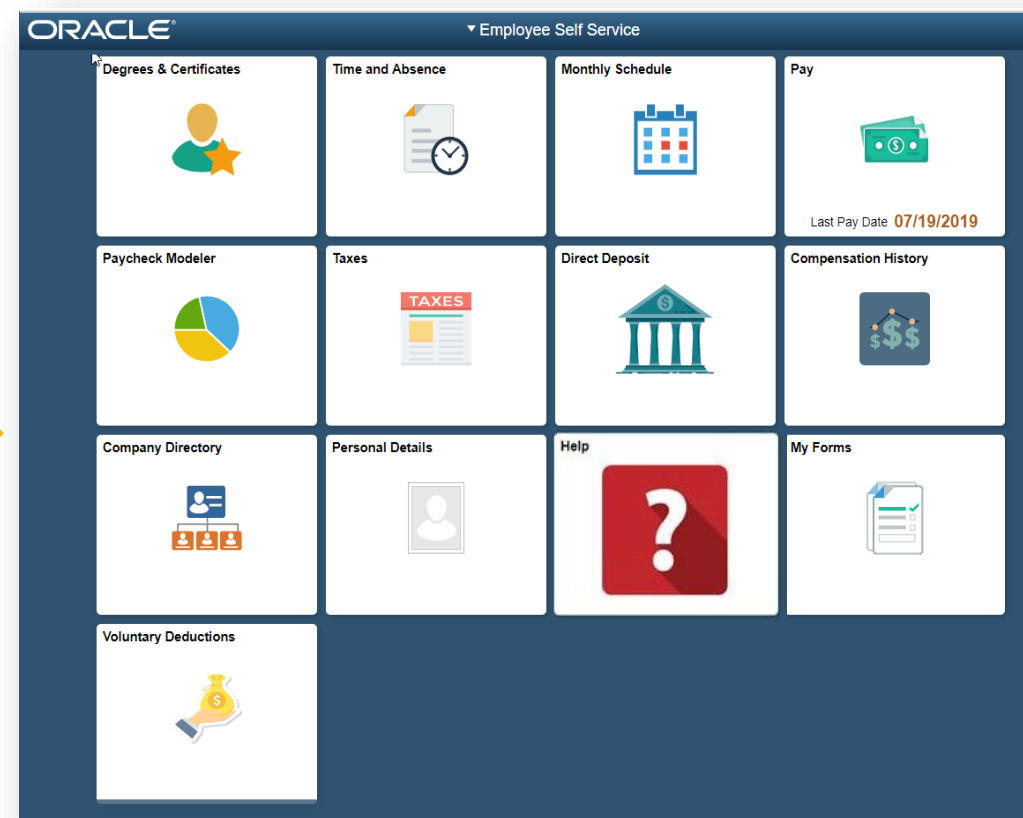 ORACLE
Employee Self Service
Degrees & Certificates
Time and Absence
Monthly Schedule
Pay
Last Pay Date 07/19/2019
Paycheck Modeler
Taxes
TAXES
Direct Deposit
Compensation History
Company Directory
Personal Details
Help
?
My Forms
Voluntary Deductions